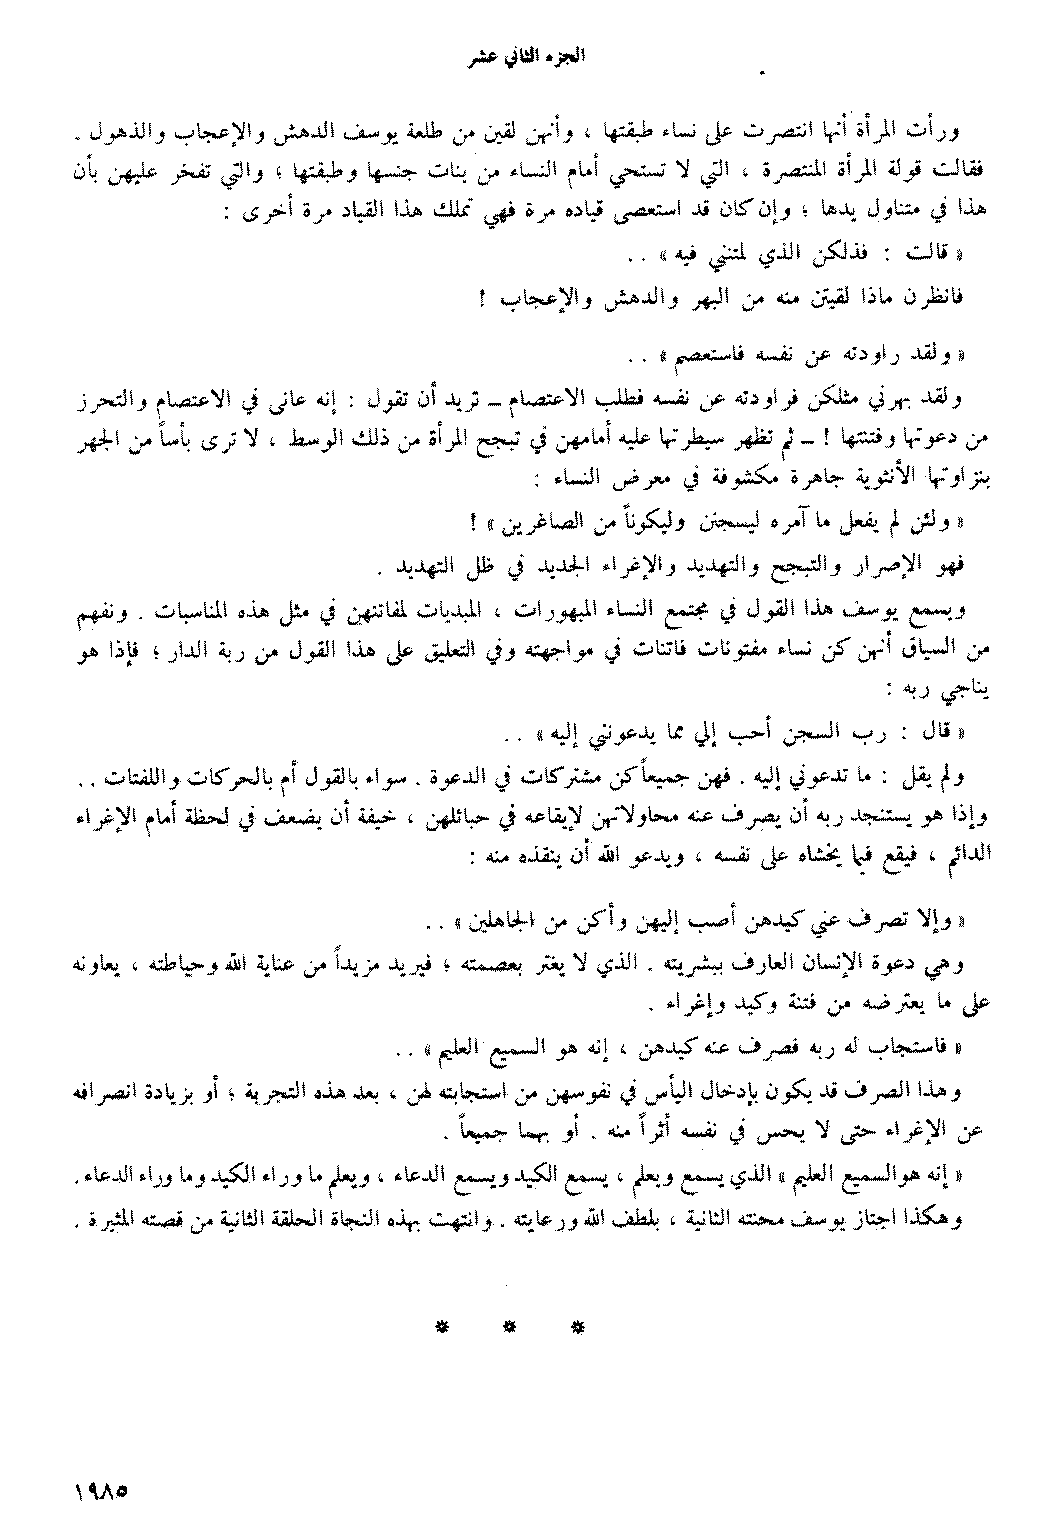 الجزء الثاني عشر
ورأت المرأة أنها انتصرت على نساء طبقتها ، وأنهن لقين من طلعة يوسف الدهش والإعجاب والذهول .
فقالت قولة المرأة المنتصرة ، التي لا تستحي أمام النساء من بنات جنسها وطبقتها ؛ والتي تفخر عليهن بأن
هذا في متناول يدها ؛ وإن كان قد استعصى قياده مرة فهي تملك هذا القياد مرة أخرى :
« قالت : فذلكن الذي لمتنني فيه » . .
فانظرن ماذا لقيتن منه من البهر والدهش والإعجاب !
« ولقد راودته عن نفسه فاستعصم » . .
ولقد بهرني مثلكن فراودته عن نفسه فطلب الاعتصام ــ تريد أن تقول : إنه عانى في الاعتصام والتحرز
من دعوتها وفتنتها ! ــ ثم تظهر سيطرتها عليه أمامهن في تبجح المرأة من ذلك الوسط ، لا ترى بأساً من الجهر
بنزاوتها الأنثوية جاهرة مكشوفة في معرض النساء :
« ولئن لم يفعل ما آمره ليسجنن وليكوناً من الصاغرين » !
فهو الإصرار والتبجح والتهديد والإغراء الجديد في ظل التهديد .
ويسمع يوسف هذا القول في مجتمع النساء المبهورات ، المبديات لمفاتنهن في مثل هذه المناسبات . ونفهم
من السياق أنهن كن نساء مفتونات فاتنات في مواجهته وفي التعليق على هذا القول من ربة الدار ؛ فإذا هو
يناجي ربه :
« قال : رب السجن أحب إلي مما يدعونني إليه » . .
ولم يقل : ما تدعوني إليه . فهن جميعاً كن مشتركات في الدعوة . سواء بالقول أم بالحركات واللفتات . .
وإذا هو يستنجد ربه أن يصرف عنه محاولاتهن لإيقاعه في حبائلهن ، خيفة أن يضعف في لحظة أمام الإغراء
الدائم ، فيقع فيما يخشاه على نفسه ، ويدعو الله أن ينقذه منه :
« وإلا تصرف عني كيدهن أصب إليهن وأكن من الجاهلين » . .
وهي دعوة الإنسان العارف ببشريته . الذي لا يغتر بعصمته ؛ فيريد مزيداً من عناية الله وحياطته ، يعاونه
على ما يعترضه من فتنة وكيد وإغراء .
« فاستجاب له ربه فصرف عنه كيدهن ، إنه هو السميع العليم » . .
وهذا الصرف قد يكون بإدخال اليأس في نفوسهن من استجابته لهن ، بعد هذه التجربة ؛ أو بزيادة انصرافه
عن الإغراء حتى لا يحس في نفسه أثراً منه . أو بهما جميعاً .
« إنه هو السميع العليم » الذي يسمع ويعلم ، يسمع الكيد ويسمع الدعاء ، ويعلم ما وراء الكيد وما وراء الدعاء .
وهكذا اجتاز يوسف محنته الثانية ، بلطف الله ورعايته . وانتهت بهذه النجاة الحلقة الثانية من قصته المثيرة .
* * *
١٩٨٥